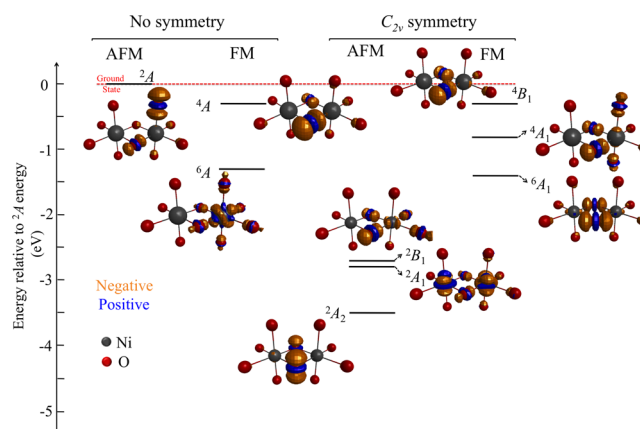 No symmetry
C₂ᵥ symmetry
AFM
FM
AFM
FM
Energy relative to ²A energy
(eV)
0
-1
-2
-3
-4
-5
Ground
State
²A
⁴A
⁶A
⁴B₁
⁴A₁
⁶A₁
²B₁
²A₁
²A₂
Negative
Positive
Ni
O